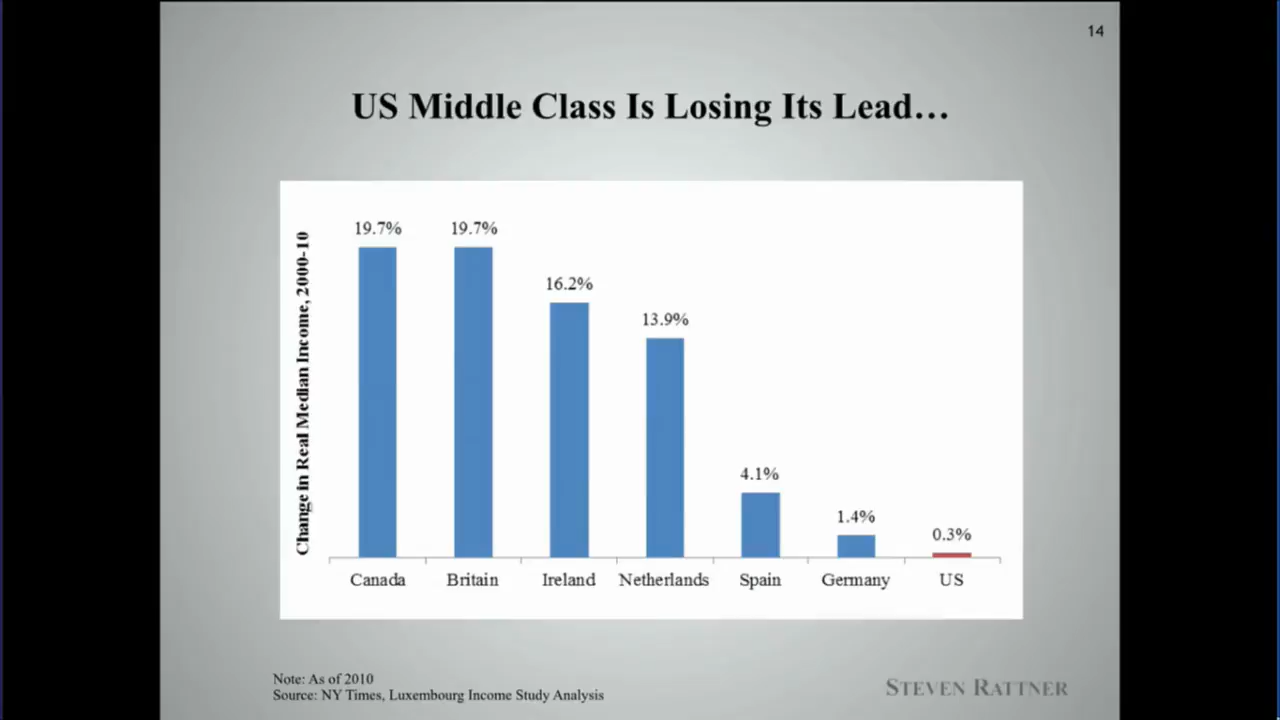 14
US Middle Class Is Losing Its Lead…
Change in Real Median Income, 2000-10
19.7%
19.7%
16.2%
13.9%
4.1%
1.4%
0.3%
Canada
Britain
Ireland
Netherlands
Spain
Germany
US
Note: As of 2010
Source: NY Times, Luxembourg Income Study Analysis
STEVEN RATTNER